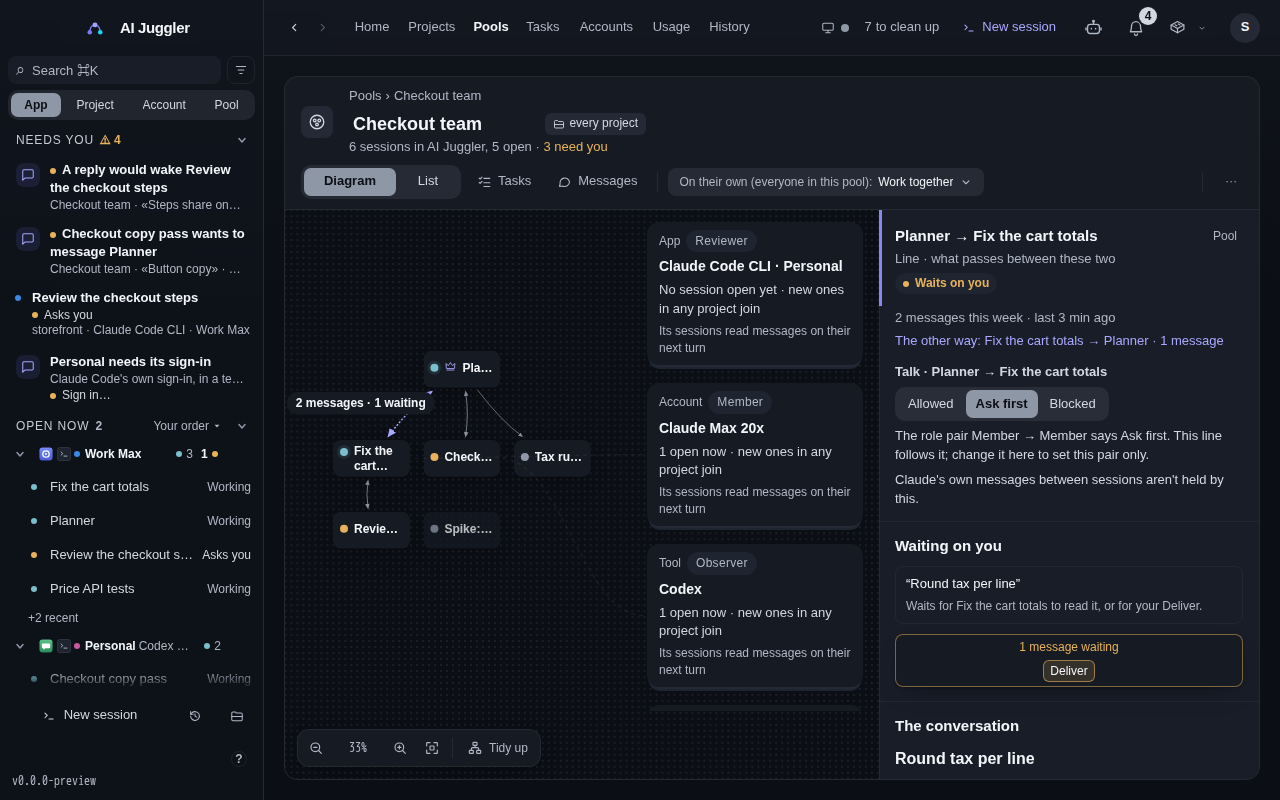 AI Juggler
Search ⌘K
App Project Account Pool
NEEDS YOU 4
A reply would wake Review the checkout steps
Checkout team · «Steps share on…
Checkout copy pass wants to message Planner
Checkout team · «Button copy» · …
Review the checkout steps
Asks you
storefront · Claude Code CLI · Work Max
Personal needs its sign-in
Claude Code's own sign-in, in a te…
Sign in…
OPEN NOW 2 Your order
Work Max 3 1
Fix the cart totals Working
Planner Working
Review the checkout s… Asks you
Price API tests Working
+2 recent
Personal Codex … 2
Checkout copy pass Working
New session
?
v0.0.0-preview
Home Projects Pools Tasks Accounts Usage History
7 to clean up
New session
4
S
Pools › Checkout team
Checkout team
every project
6 sessions in AI Juggler, 5 open · 3 need you
Diagram List Tasks Messages
On their own (everyone in this pool): Work together
…
Pla…
2 messages · 1 waiting
Fix the cart…
Check…
Tax ru…
Revie…
Spike:…
App Reviewer
Claude Code CLI · Personal
No session open yet · new ones in any project join
Its sessions read messages on their next turn
Account Member
Claude Max 20x
1 open now · new ones in any project join
Its sessions read messages on their next turn
Tool Observer
Codex
1 open now · new ones in any project join
Its sessions read messages on their next turn
33%
Tidy up
Planner → Fix the cart totals Pool
Line · what passes between these two
Waits on you
2 messages this week · last 3 min ago
The other way: Fix the cart totals → Planner · 1 message
Talk · Planner → Fix the cart totals
Allowed Ask first Blocked
The role pair Member → Member says Ask first. This line follows it; change it here to set this pair only.
Claude's own messages between sessions aren't held by this.
Waiting on you
“Round tax per line”
Waits for Fix the cart totals to read it, or for your Deliver.
1 message waiting
Deliver
The conversation
Round tax per line